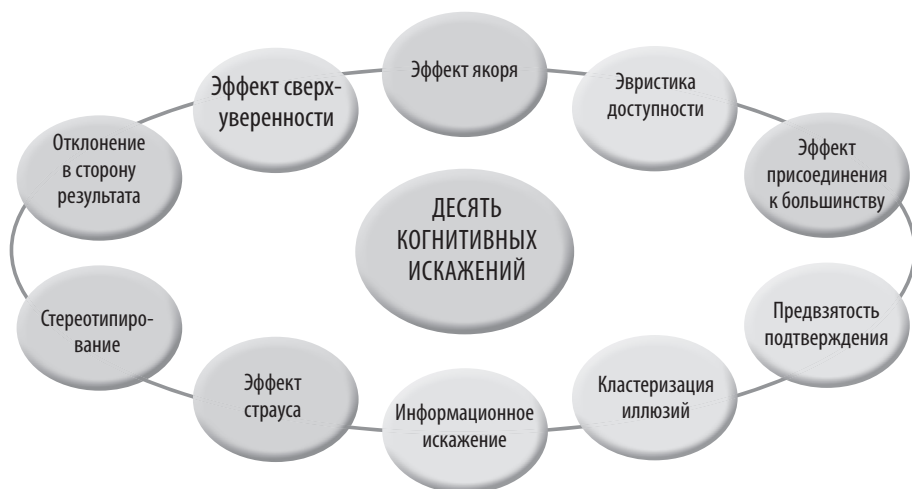 Эффект якоря
Эффект сверх-
уверенности
Эвристика
доступности
Отклонение
в сторону
результата
Эффект
присоединения
к большинству
ДЕСЯТЬ
КОГНИТИВНЫХ
ИСКАЖЕНИЙ
Стереотипиро-
вание
Предвзятость
подтверждения
Эффект
страуса
Информационное
искажение
Кластеризация
иллюзий